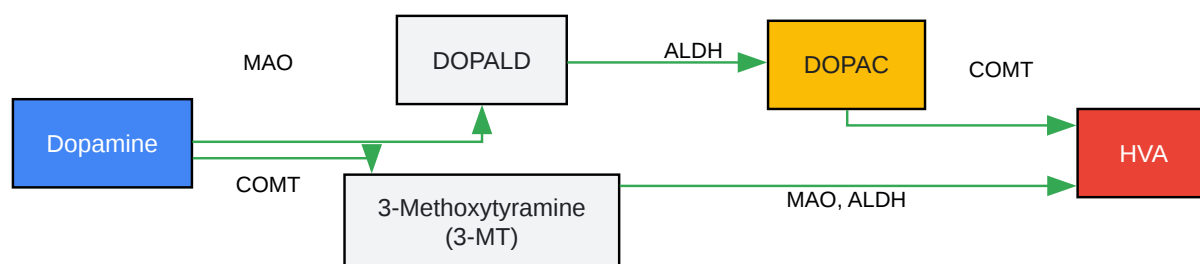 MAO
DOPALD
ALDH
DOPAC
COMT
Dopamine
COMT
3-Methoxytyramine
(3-MT)
MAO, ALDH
HVA